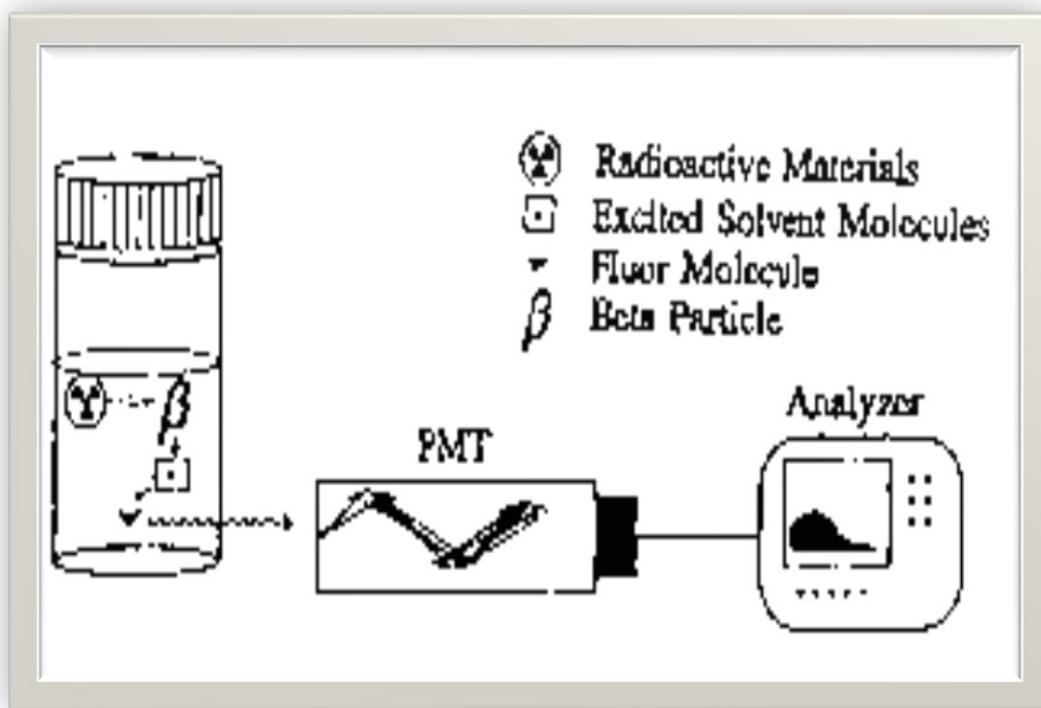 Radioactive Materials
Excited Solvent Molecules
Fluor Molecule
β Beta Particle
Analyzer
β
PMT